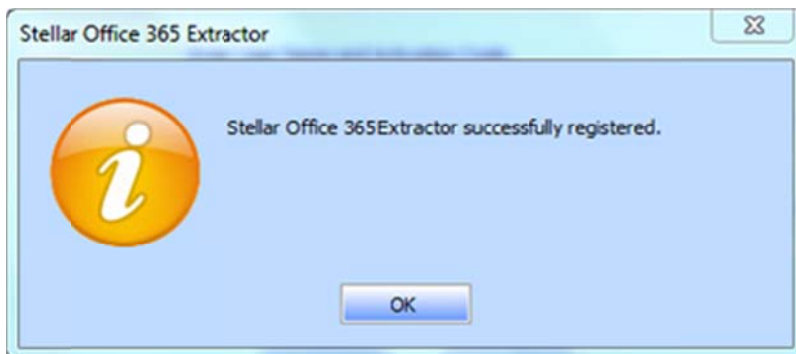 Stellar Office 365 Extractor
Stellar Office 365Extractor successfully registered.
OK